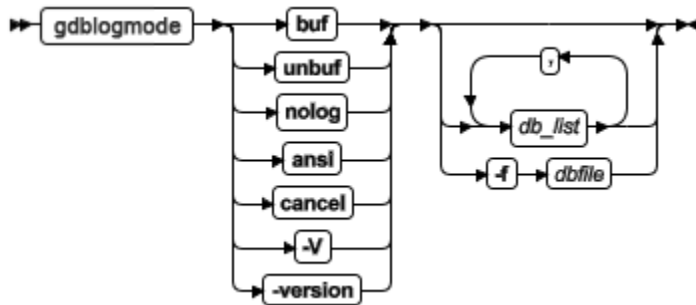 gdblogmode
buf
unbuf
nolog
ansi
cancel
-V
-version
,
db_list
-f dbfile